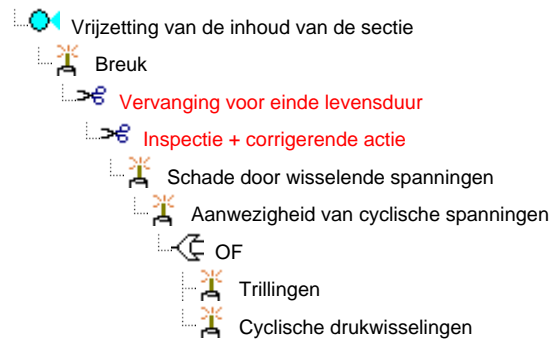 Vrijzetting van de inhoud van de sectie
Breuk
Vervanging voor einde levensduur
Inspectie + corrigerende actie
Schade door wisselende spanningen
Aanwezigheid van cyclische spanningen
OF
Trillingen
Cyclische drukwisselingen